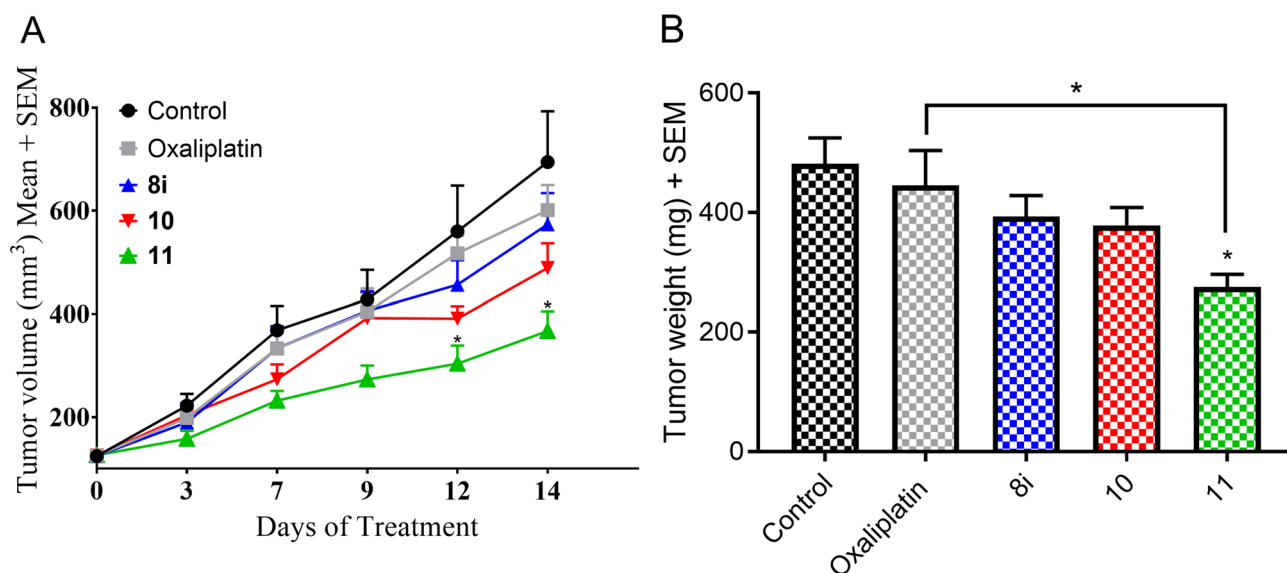 A
Tumor volume (mm³) Mean + SEM
800
600
400
200
Control
Oxaliplatin
8i
10
11
*
*
0 3 7 9 12 14
Days of Treatment
B
Tumor weight (mg) + SEM
600
400
200
0
*
*
Control
Oxaliplatin
8i
10
11